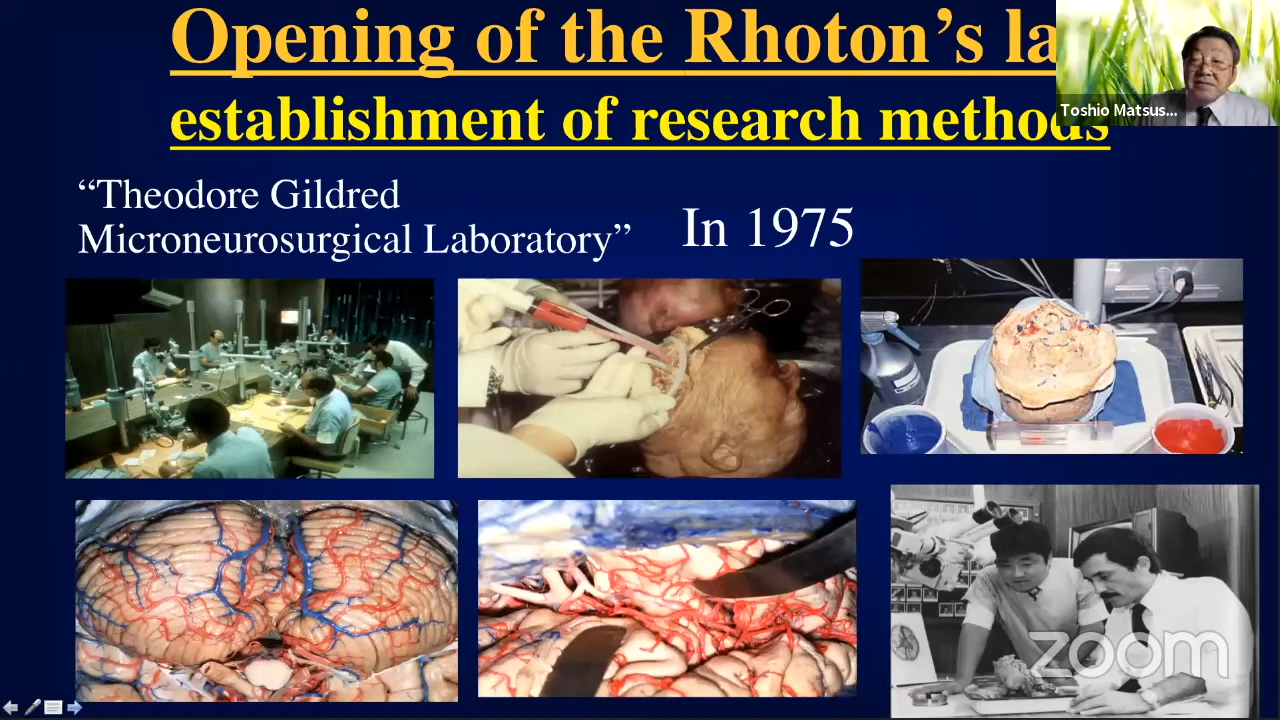 Opening of the Rhoton's la
establishment of research methods
Toshio Matsus...
"Theodore Gildred
Microneurosurgical Laboratory"
In 1975
zoom